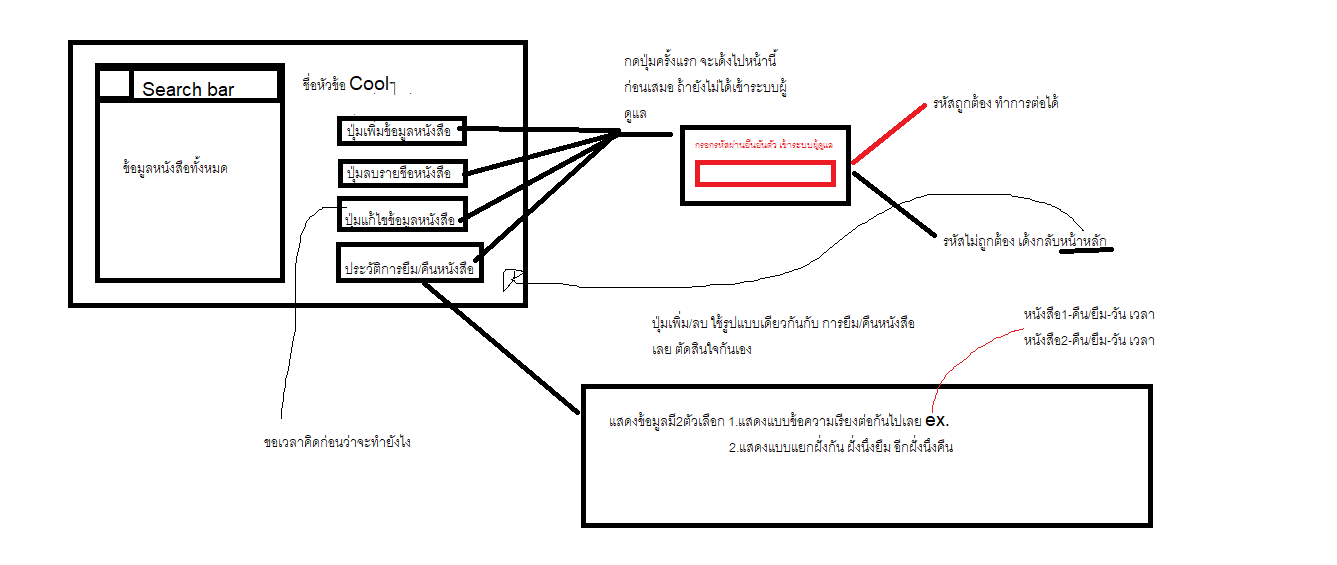 Search bar
ชื่อหัวข้อ Coolๆ
ข้อมูลหนังสือทั้งหมด
ปุ่มเพิ่มข้อมูลหนังสือ
ปุ่มลบรายชื่อหนังสือ
ปุ่มแก้ไขข้อมูลหนังสือ
ประวัติการยืม/คืนหนังสือ
กดปุ่มครั้งแรก จะเด้งไปหน้านี้
ก่อนเสมอ ถ้ายังไม่ได้เข้าระบบผู้
ดูแล
กรอกรหัสผ่านยืนยันตัว เข้าระบบผู้ดูแล
รหัสถูกต้อง ทำการต่อได้
รหัสไม่ถูกต้อง เด้งกลับหน้าหลัก
ปุ่มเพิ่ม/ลบ ใช้รูปแบบเดียวกันกับ การยืม/คืนหนังสือ
เลย ตัดสินใจกันเอง
หนังสือ1-คืน/ยืม-วัน เวลา
หนังสือ2-คืน/ยืม-วัน เวลา
ขอเวลาคิดก่อนว่าจะทำยังไง
แสดงข้อมูลมี2ตัวเลือก 1.แสดงแบบข้อความเรียงต่อกันไปเลย ex.
2.แสดงแบบแยกฝั่งกัน ฝั่งนึงยืม อีกฝั่งนึงคืน